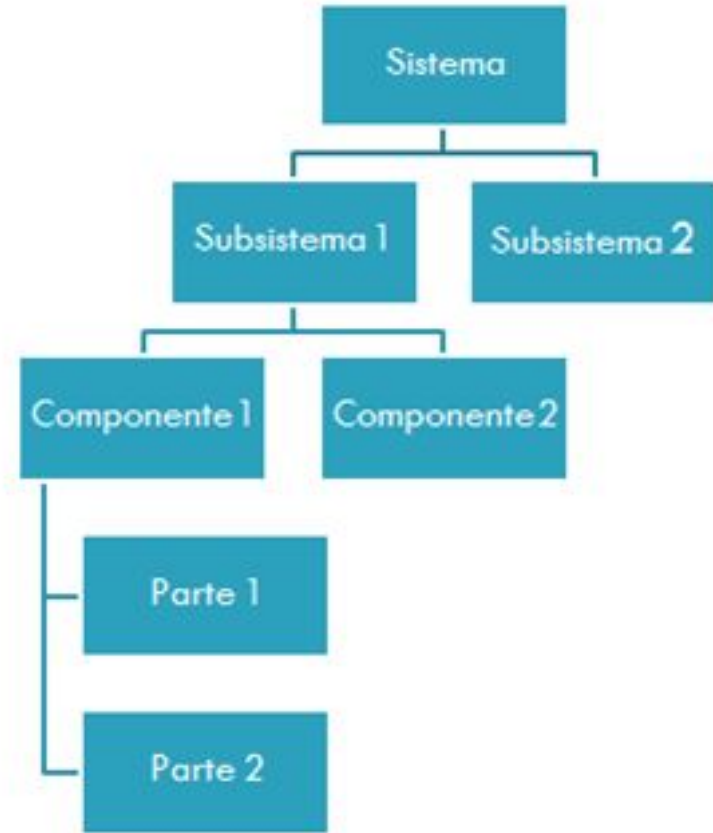 Sistema
Subsistema 1
Subsistema 2
Componente 1
Componente 2
Parte 1
Parte 2